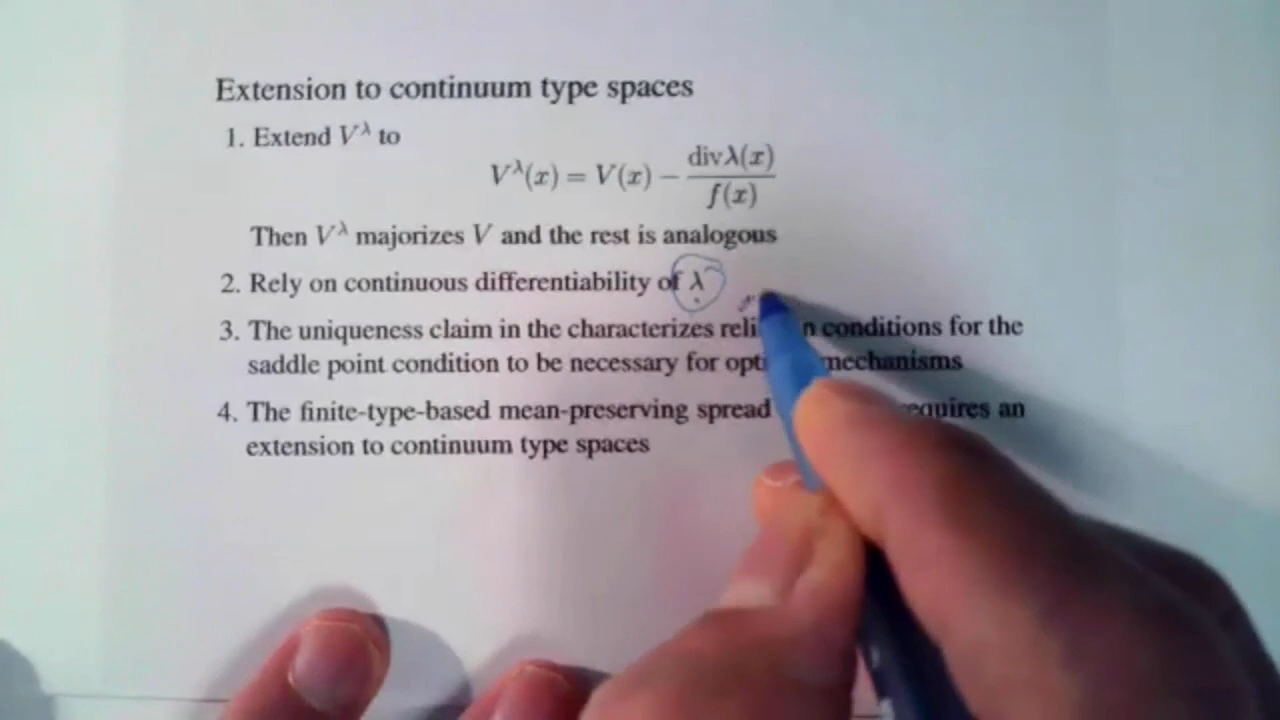 Extension to continuum type spaces
1. Extend V^λ to
V^λ(x) = V(x) − divλ(x) / f(x)
Then V^λ majorizes V and the rest is analogous
2. Rely on continuous differentiability of λ
3. The uniqueness claim in the characterizes conditions for the
saddle point condition to be necessary for mechanisms
4. The finite-type-based mean-preserving spread requires an
extension to continuum type spaces